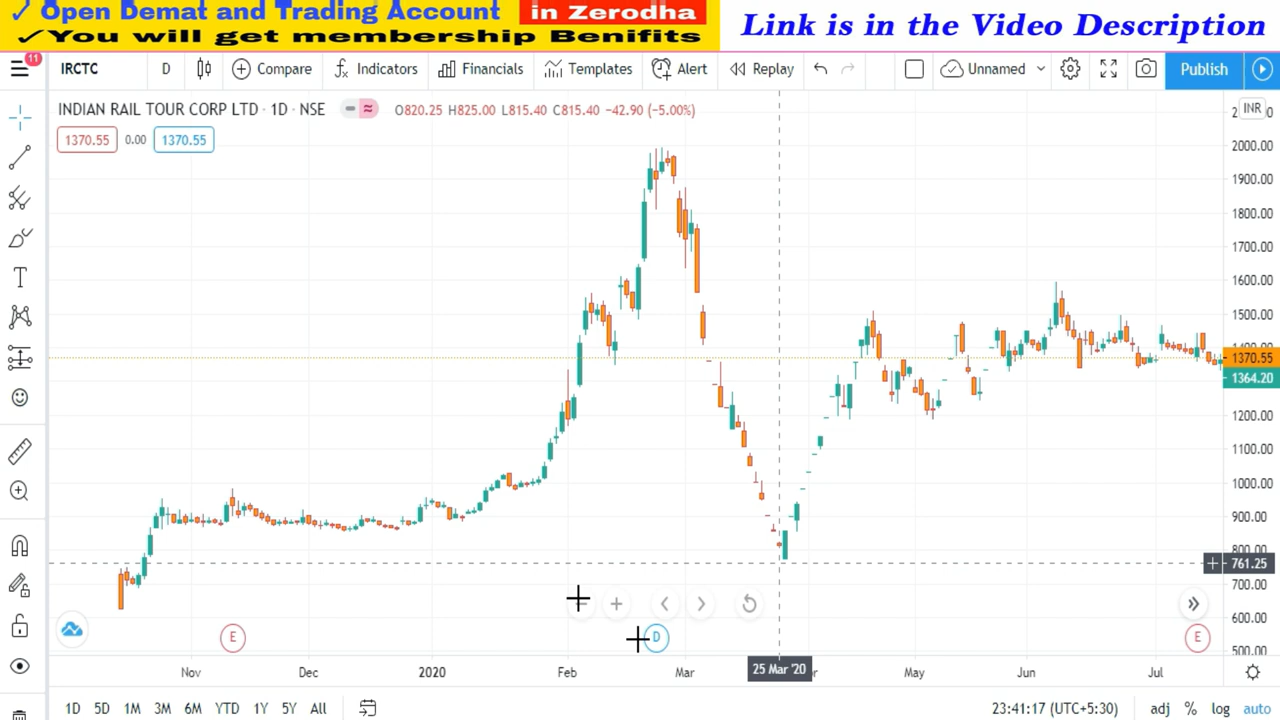 ✓ Open Demat and Trading Account in Zerodha
✓You will get membership Benifits
Link is in the Video Description
11
IRCTC D Compare Indicators Financials Templates Alert Replay Unnamed Publish
INDIAN RAIL TOUR CORP LTD · 1D · NSE O820.25 H825.00 L815.40 C815.40 −42.90 (−5.00%)
INR
1370.55 0.00 1370.55
2000.00
1900.00
1800.00
1700.00
1600.00
1500.00
1400.00
1370.55
1364.20
1200.00
1100.00
1000.00
900.00
800.00
761.25
700.00
600.00
500.00
E D E
Nov Dec 2020 Feb Mar 25 Mar '20 May Jun Jul
1D 5D 1M 3M 6M YTD 1Y 5Y All 23:41:17 (UTC+5:30) adj % log auto